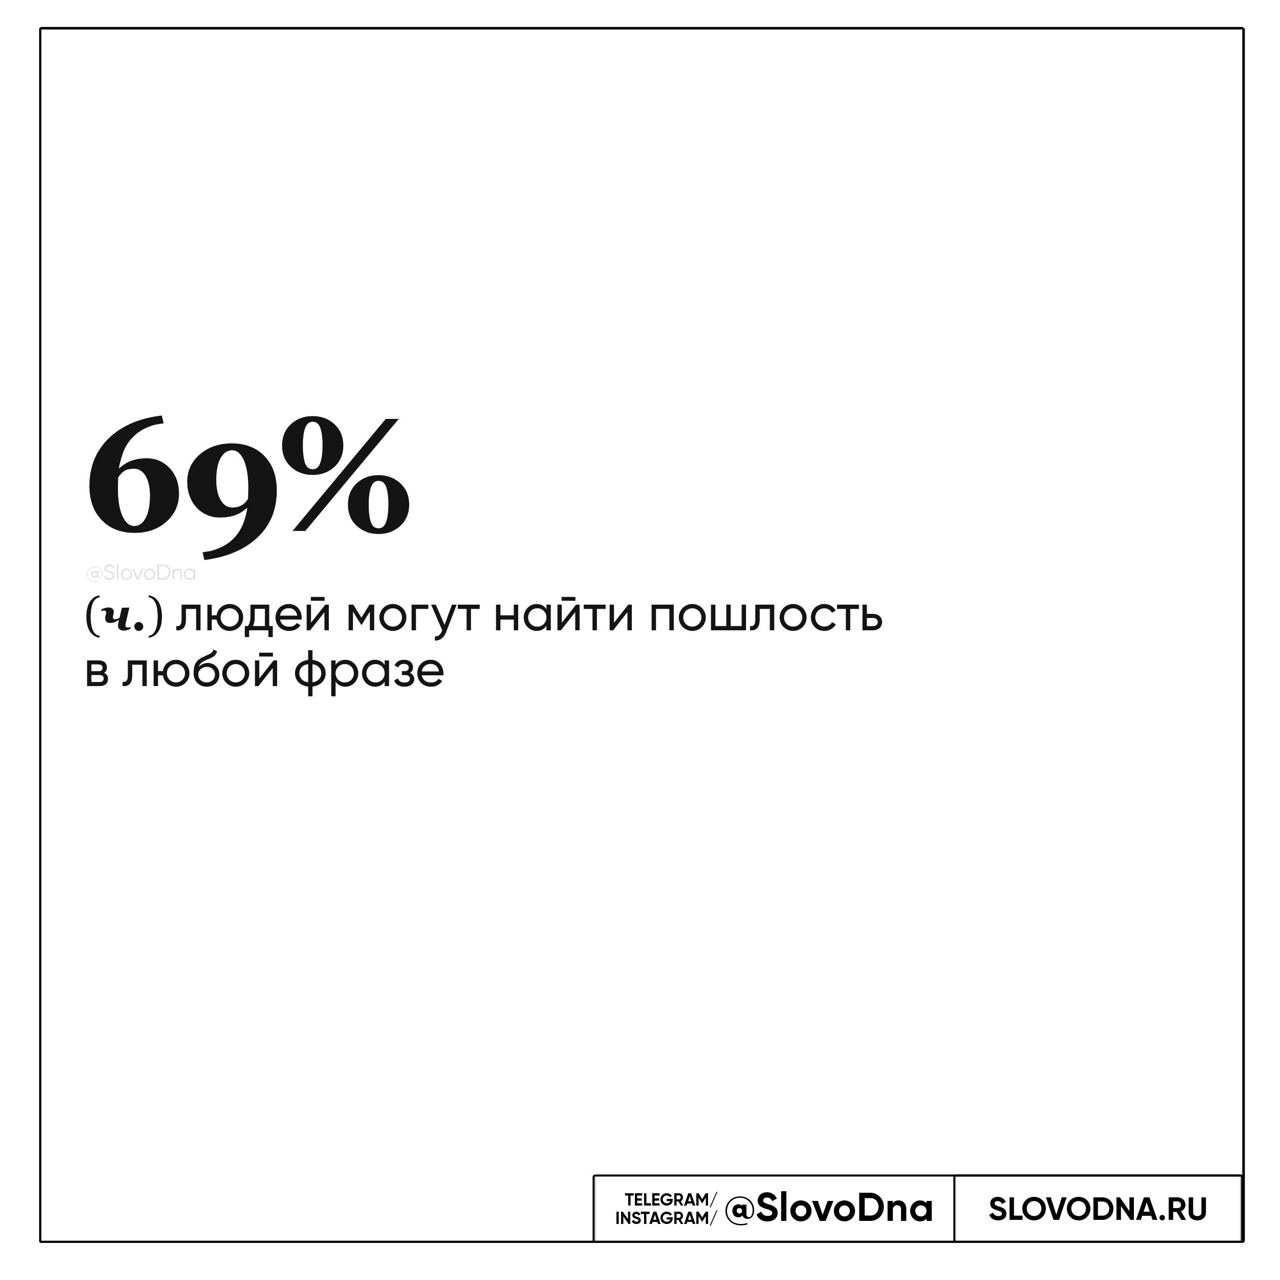 69%
@SlovoDna
(ч.) людей могут найти пошлость
в любой фразе
TELEGRAM/
INSTAGRAM/
@SlovoDna
SLOVODNA.RU